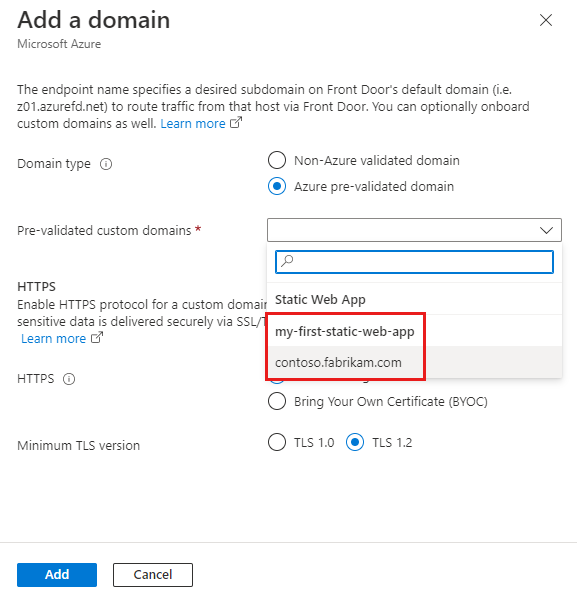 Add a domain
Microsoft Azure
The endpoint name specifies a desired subdomain on Front Door's default domain (i.e.
z01.azurefd.net) to route traffic from that host via Front Door. You can optionally onboard
custom domains as well. Learn more
Domain type
Non-Azure validated domain
Azure pre-validated domain
Pre-validated custom domains *
Static Web App
HTTPS
Enable HTTPS protocol for a custom domain
my-first-static-web-app
sensitive data is delivered securely via SSL/T
Learn more
contoso.fabrikam.com
HTTPS
Bring Your Own Certificate (BYOC)
Minimum TLS version
TLS 1.0
TLS 1.2
Add
Cancel